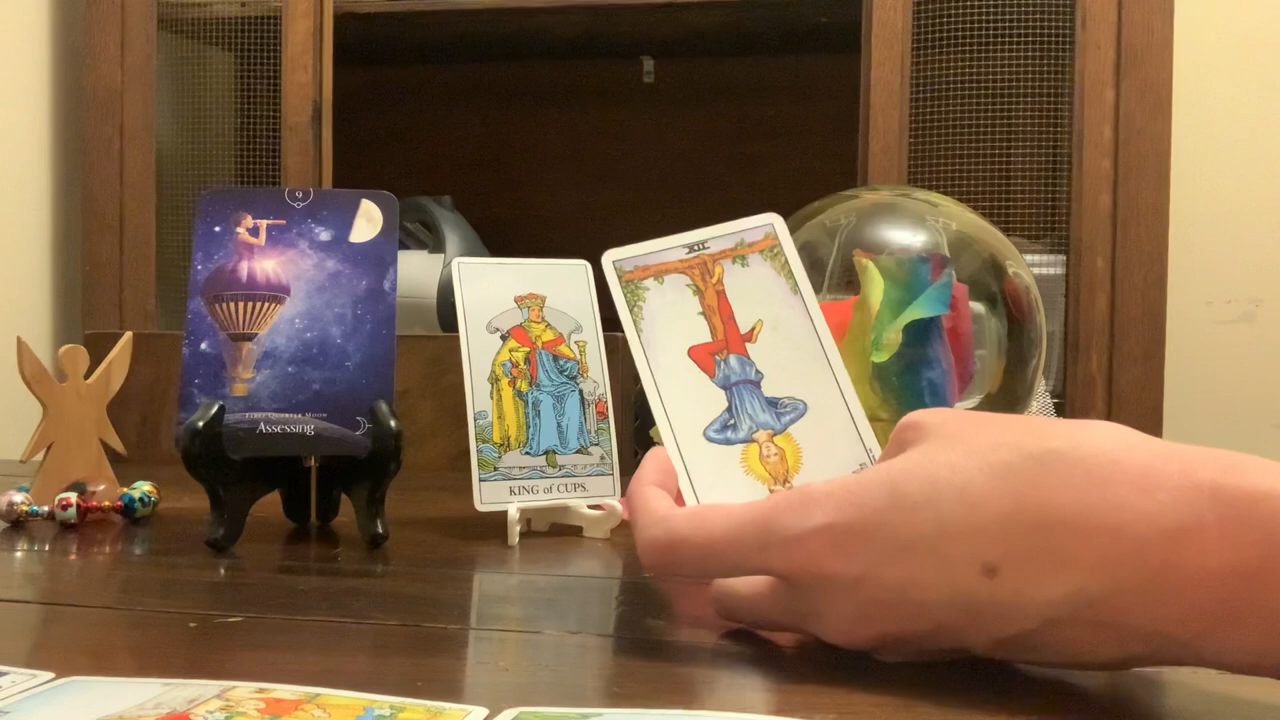 9
FIRST QUARTER MOON
Assessing
KING of CUPS.
XII